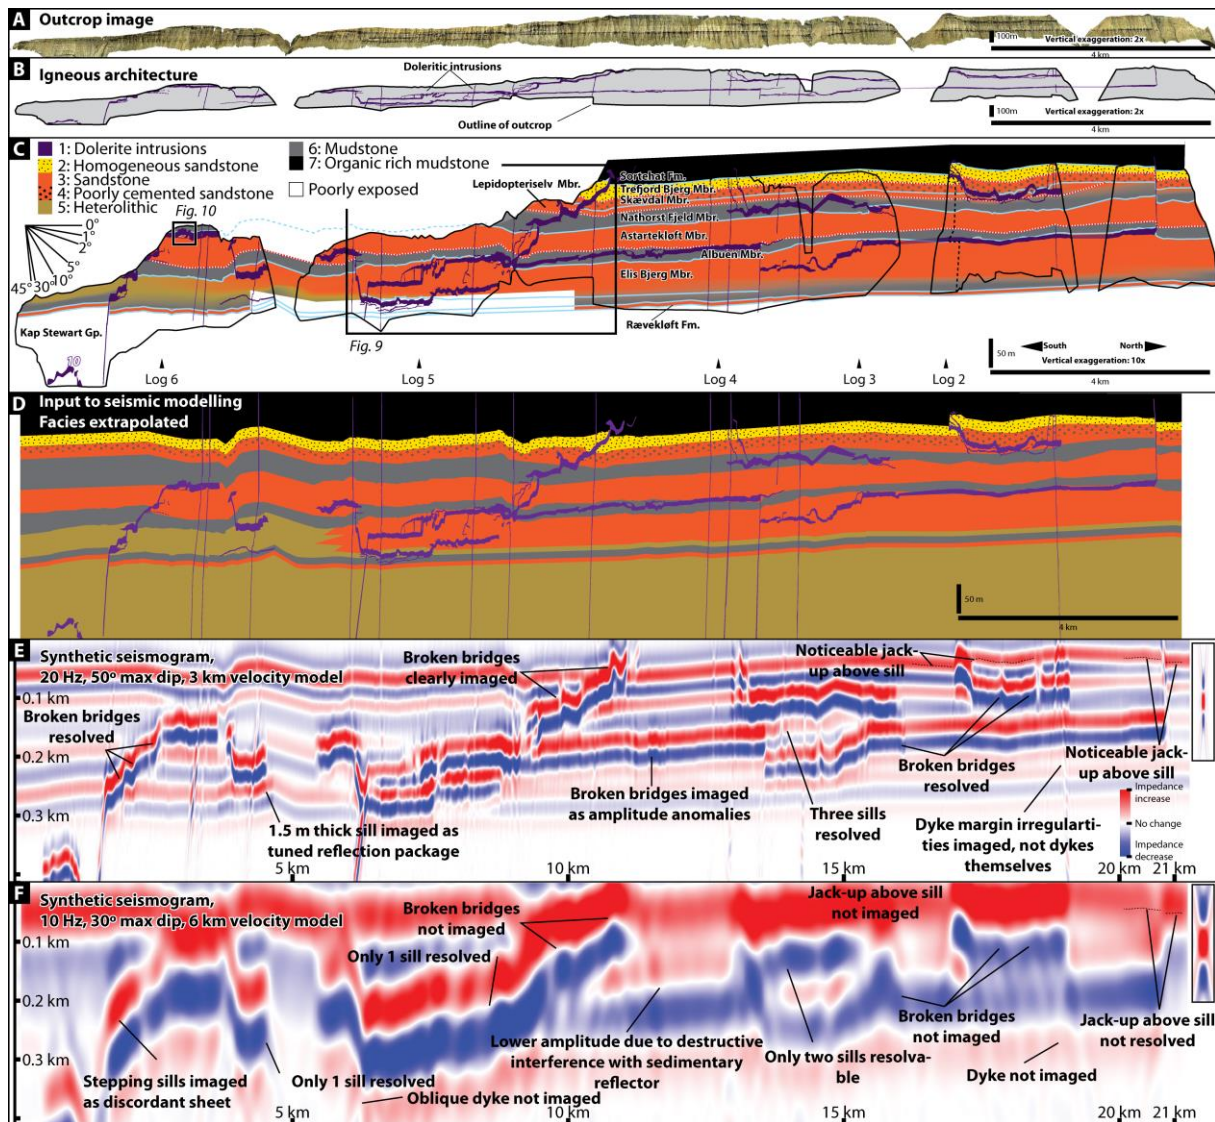 A Outcrop image
100m
Vertical exaggeration: 2x
4 km
B Igneous architecture
Doleritic intrusions
Outline of outcrop
100m
Vertical exaggeration: 2x
4 km
C
1: Dolerite intrusions
2: Homogeneous sandstone
3: Sandstone
4: Poorly cemented sandstone
5: Heterolithic
6: Mudstone
7: Organic rich mudstone
Poorly exposed
Fig. 10
0°
1°
2°
5°
10°
30°
45°
Lepidopteriselv Mbr.
Sortehat Fm.
Trefjord Bjerg Mbr.
Skævdal Mbr.
Nathorst Fjeld Mbr.
Astartekløft Mbr.
Albuen Mbr.
Elis Bjerg Mbr.
Rævekløft Fm.
Kap Stewart Gp.
10
Fig. 9
Log 6
Log 5
Log 4
Log 3
Log 2
50 m
South
North
Vertical exaggeration: 10x
4 km
D Input to seismic modelling
Facies extrapolated
50 m
4 km
E Synthetic seismogram,
20 Hz, 50º max dip, 3 km velocity model
0.1 km
0.2 km
0.3 km
Broken bridges
resolved
Broken bridges
clearly imaged
Noticeable jack-
up above sill
1.5 m thick sill imaged as
tuned reflection package
Broken bridges imaged
as amplitude anomalies
Three sills
resolved
Broken bridges
resolved
Noticeable jack-
up above sill
Dyke margin irregularti-
ties imaged, not dykes
themselves
Impedance
increase
No change
Impedance
decrease
5 km
10 km
15 km
20 km
21 km
F Synthetic seismogram,
10 Hz, 30º max dip, 6 km velocity model
0.1 km
0.2 km
0.3 km
Broken bridges
not imaged
Only 1 sill resolved
Jack-up above sill
not imaged
Stepping sills imaged
as discordant sheet
Only 1 sill resolved
Oblique dyke not imaged
Lower amplitude due to destructive
interference with sedimentary
reflector
Only two sills resolva-
ble
Broken bridges
not imaged
Jack-up above sill
not resolved
Dyke not imaged
5 km
10 km
15 km
20 km
21 km